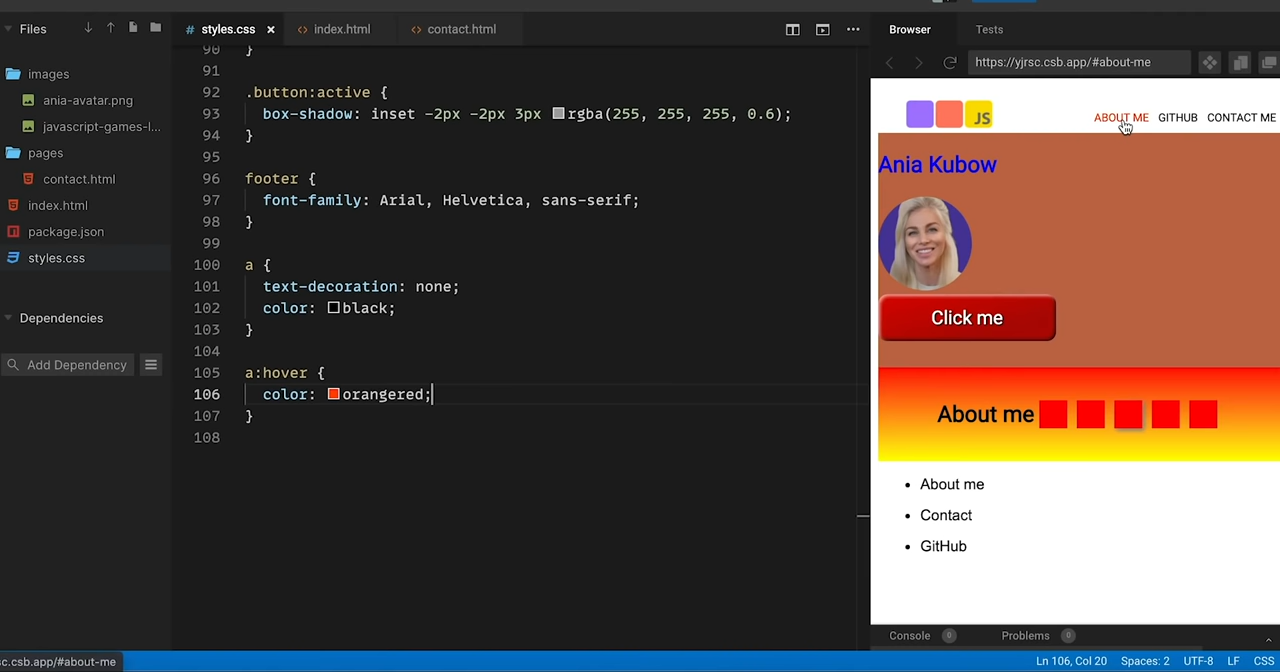 Files
styles.css
index.html
contact.html
Browser
Tests
https://yjrsc.csb.app/#about-me
images
ania-avatar.png
javascript-games-l...
pages
contact.html
index.html
package.json
styles.css
Dependencies
Add Dependency
90 }
91
92 .button:active {
93 box-shadow: inset -2px -2px 3px rgba(255, 255, 255, 0.6);
94 }
95
96 footer {
97 font-family: Arial, Helvetica, sans-serif;
98 }
99
100 a {
101 text-decoration: none;
102 color: black;
103 }
104
105 a:hover {
106 color: orangered;
107 }
108
JS
ABOUT ME GITHUB CONTACT ME
Ania Kubow
Click me
About me
• About me
• Contact
• GitHub
Console 0 Problems 0
sc.csb.app/#about-me
Ln 106, Col 20 Spaces: 2 UTF-8 LF CSS